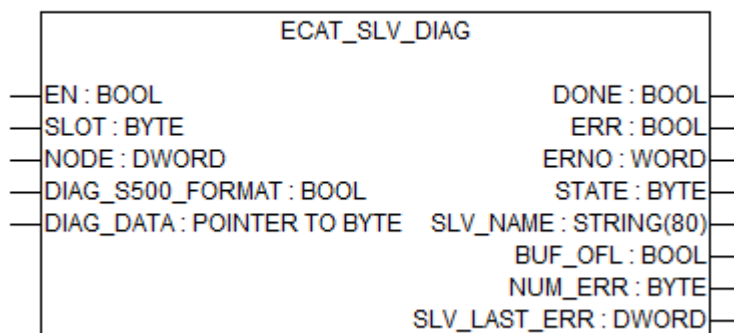 ECAT_SLV_DIAG
EN : BOOL DONE : BOOL
SLOT : BYTE ERR : BOOL
NODE : DWORD ERNO : WORD
DIAG_S500_FORMAT : BOOL STATE : BYTE
DIAG_DATA : POINTER TO BYTE SLV_NAME : STRING(80)
BUF_OFL : BOOL
NUM_ERR : BYTE
SLV_LAST_ERR : DWORD